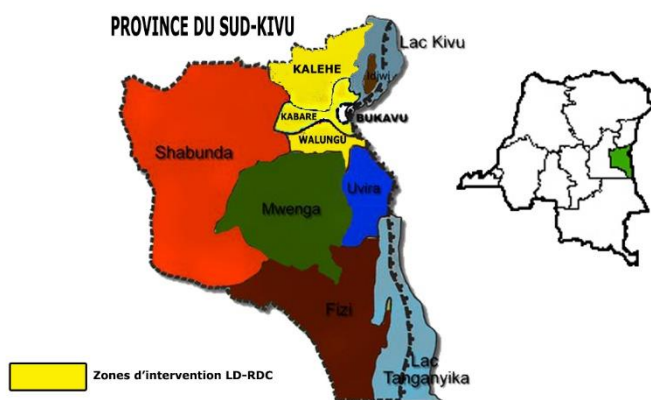 PROVINCE DU SUD-KIVU
Lac Kivu
KALEHE
Idjwi
KABARE
BUKAVU
WALUNGU
Shabunda
Uvira
Mwenga
Fizi
Lac
Tanganyika
Zones d'intervention LD-RDC